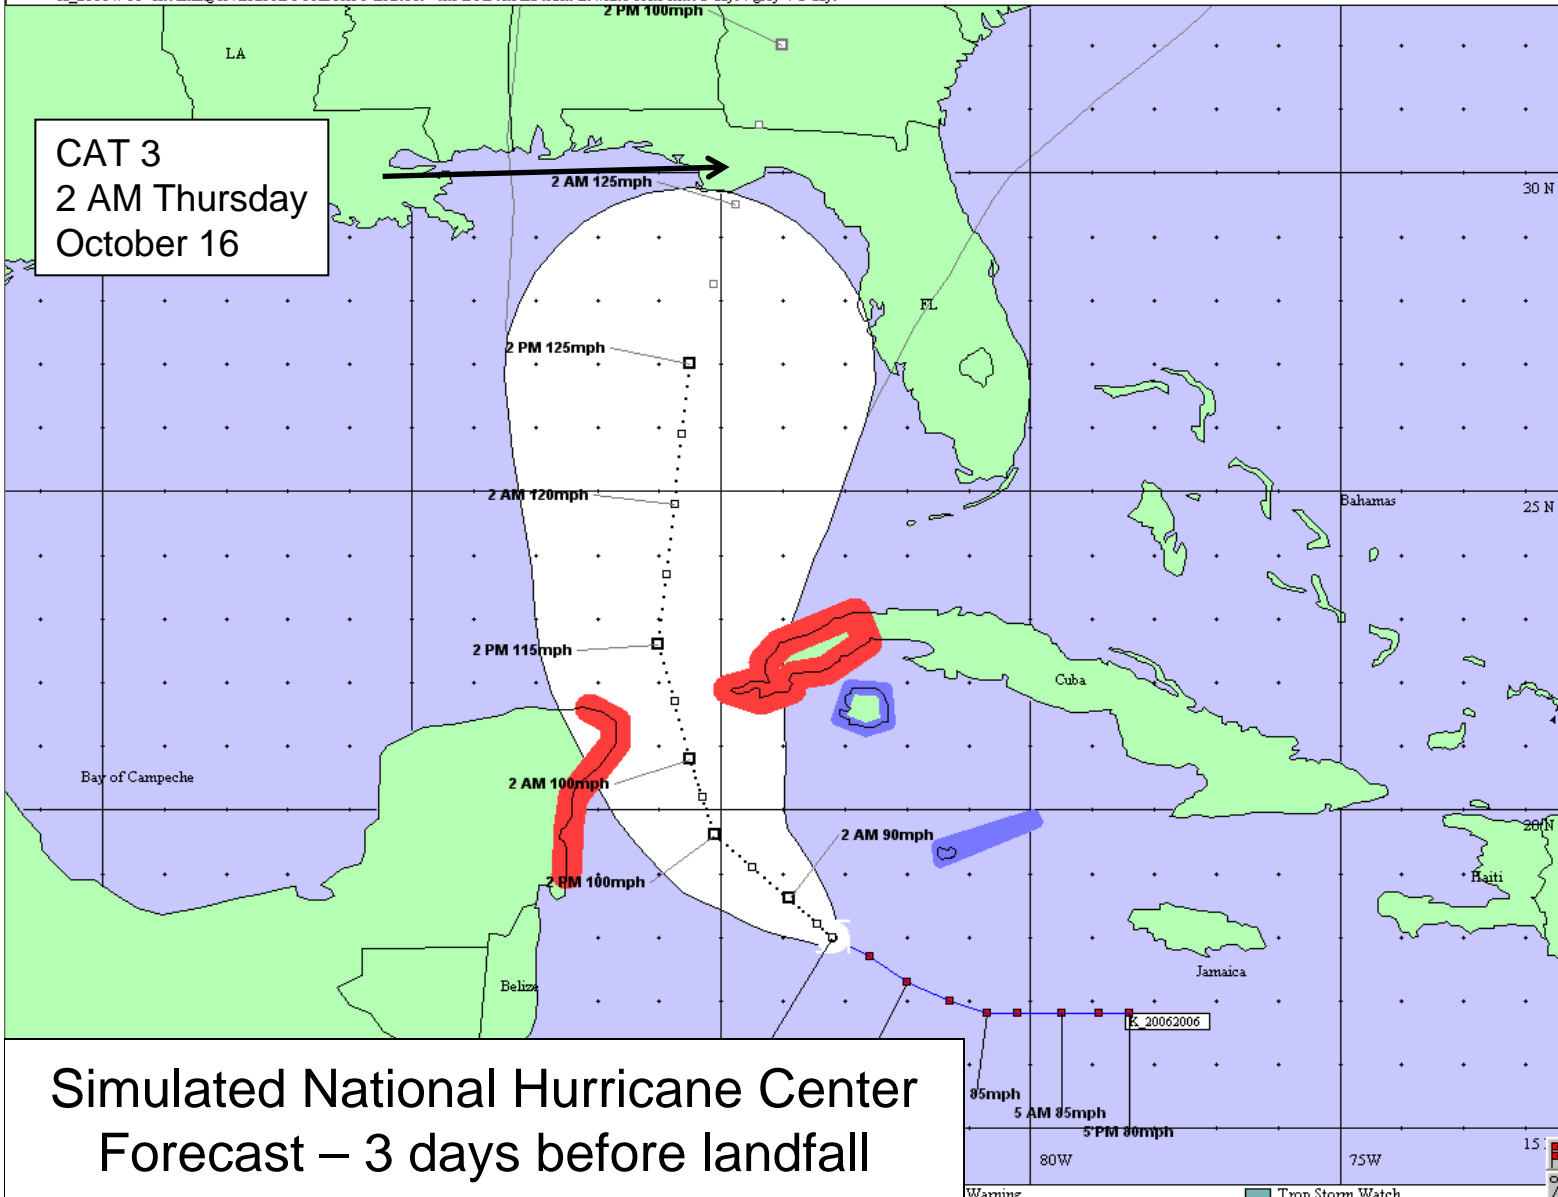 2 PM 100mph
LA
CAT 3
2 AM Thursday
October 16
2 AM 125mph
30 N
FL
2 PM 125mph
2 AM 120mph
Bahamas
25 N
2 PM 115mph
Cuba
Bay of Campeche
2 AM 100mph
2 AM 90mph
20 N
2 PM 100mph
Haiti
Jamaica
Belize
K_20062006
85mph
5 AM 85mph
5 PM 80mph
15
80W
75W
Simulated National Hurricane Center
Forecast – 3 days before landfall
Warning
Trop Storm Watch